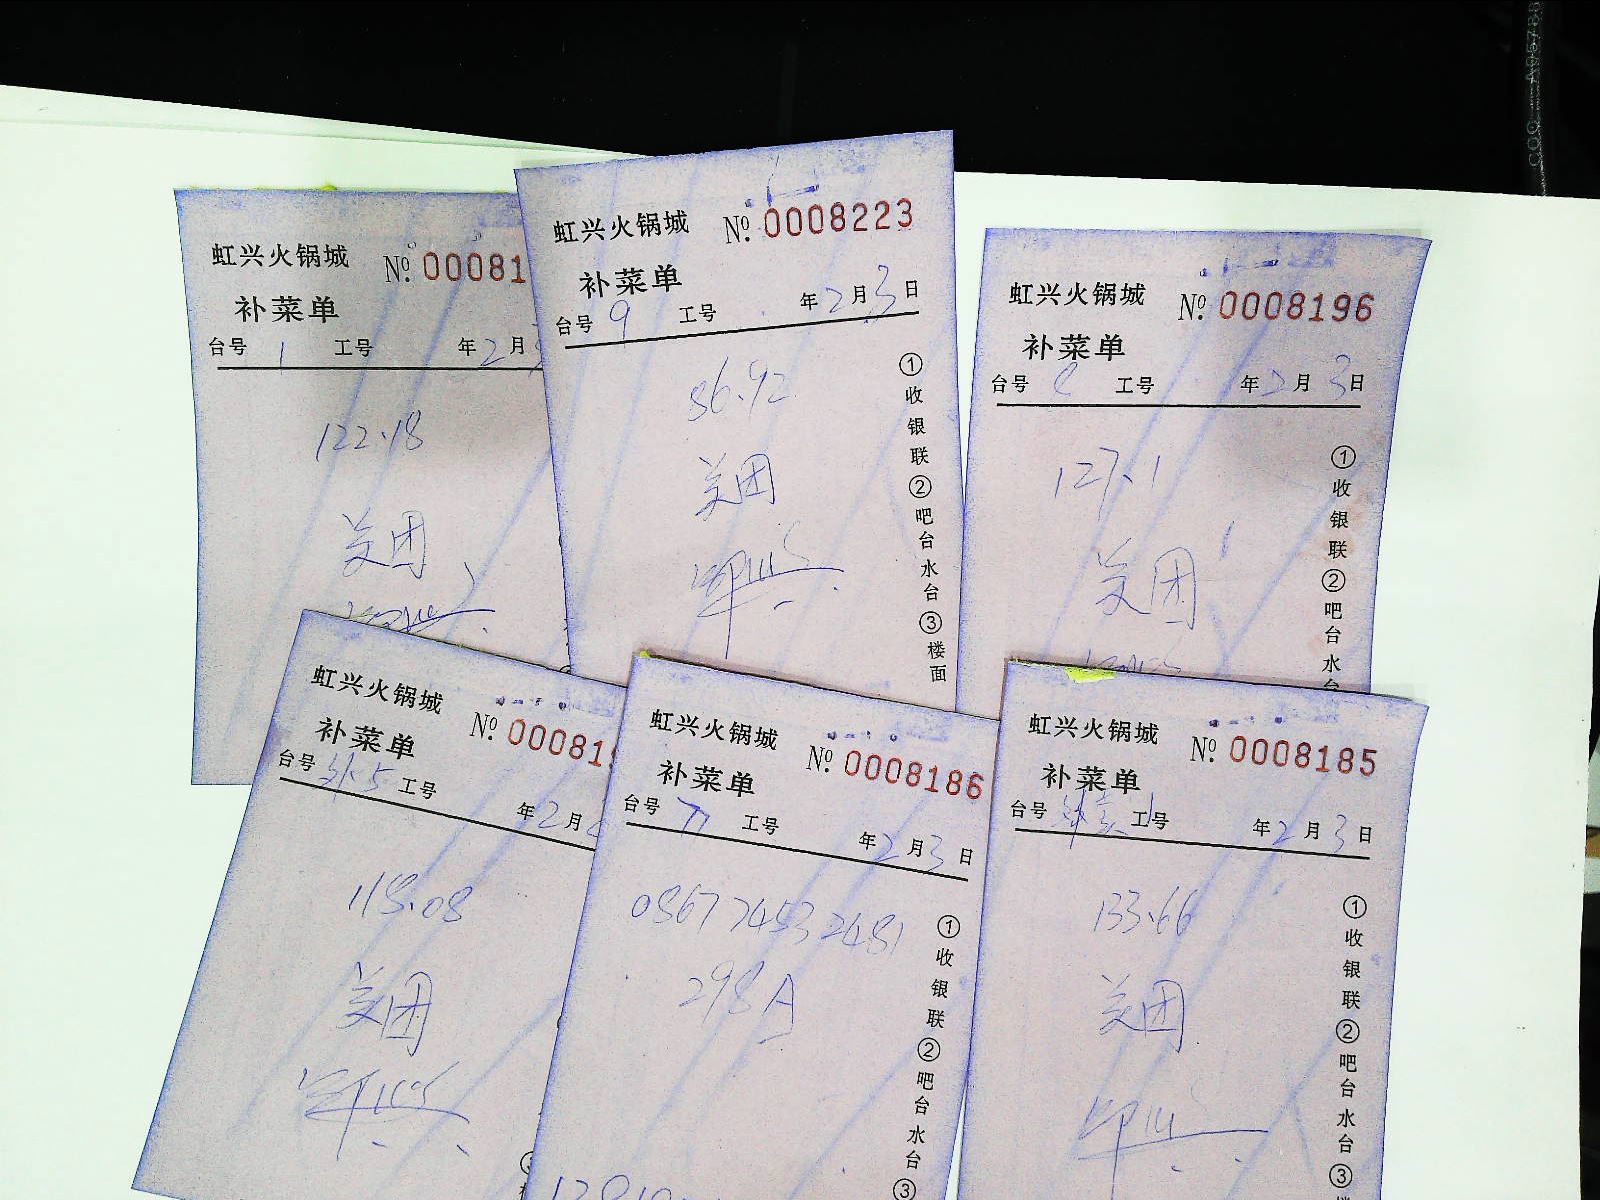 虹兴火锅城 №. 00081
补菜单
台号 1 工号 年 2 月
122.18
美团
虹兴火锅城 №. 0008223
补菜单
台号 9 工号 年 2 月 3 日
86.92
美团
①收银联②吧台水台③楼面
虹兴火锅城 №. 0008196
补菜单
台号 工号 年 2 月 3 日
127.1
美团
①收银联②吧台水台
虹兴火锅城 №. 00081
补菜单
台号 外5 工号 年 2 月
118.08
美团
虹兴火锅城 №. 0008186
补菜单
台号 工号 年 2 月 3 日
086774532481
298A
①收银联②吧台水台③
虹兴火锅城 №. 0008185
补菜单
台号 工号 年 2 月 3 日
133.66
美团
①收银联②吧台水台③